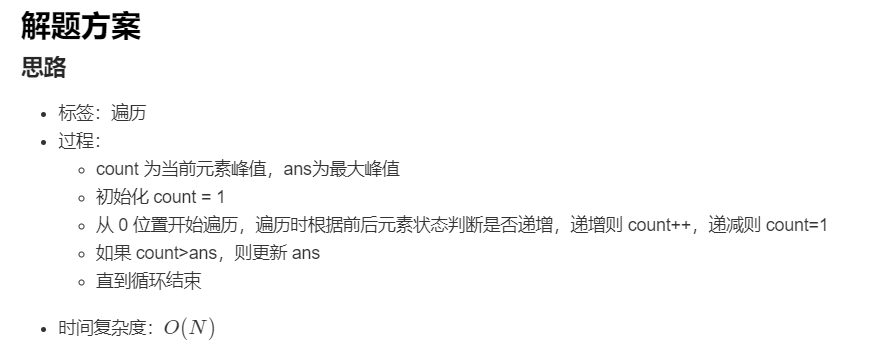 解题方案
思路
标签：遍历
过程：
count 为当前元素峰值，ans为最大峰值
初始化 count = 1
从 0 位置开始遍历，遍历时根据前后元素状态判断是否递增，递增则 count++，递减则 count=1
如果 count>ans，则更新 ans
直到循环结束
时间复杂度：O(N)